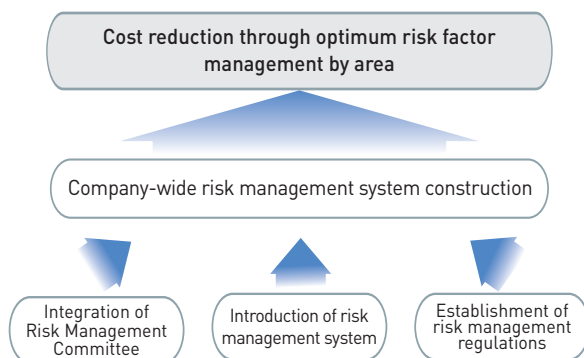 Cost reduction through optimum risk factor
management by area
Company-wide risk management system construction
Integration of
Risk Management
Committee
Introduction of risk
management system
Establishment of
risk management
regulations